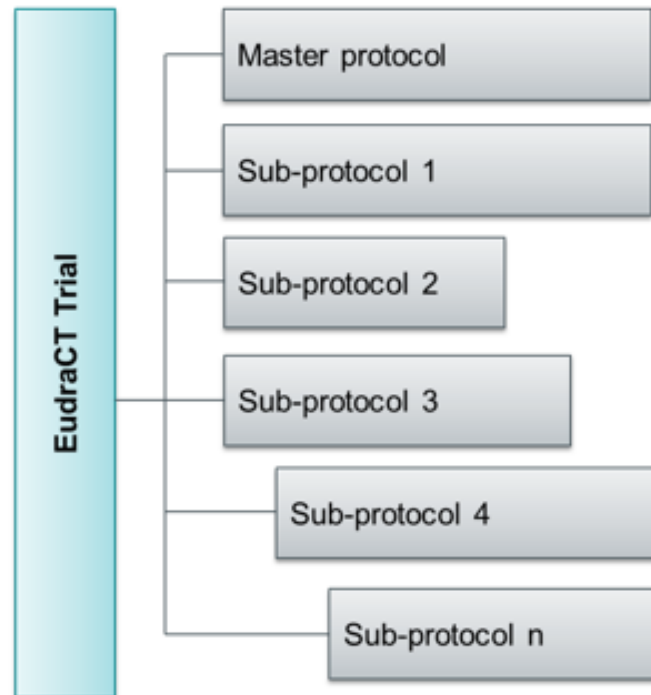 EudraCT Trial
Master protocol
Sub-protocol 1
Sub-protocol 2
Sub-protocol 3
Sub-protocol 4
Sub-protocol n